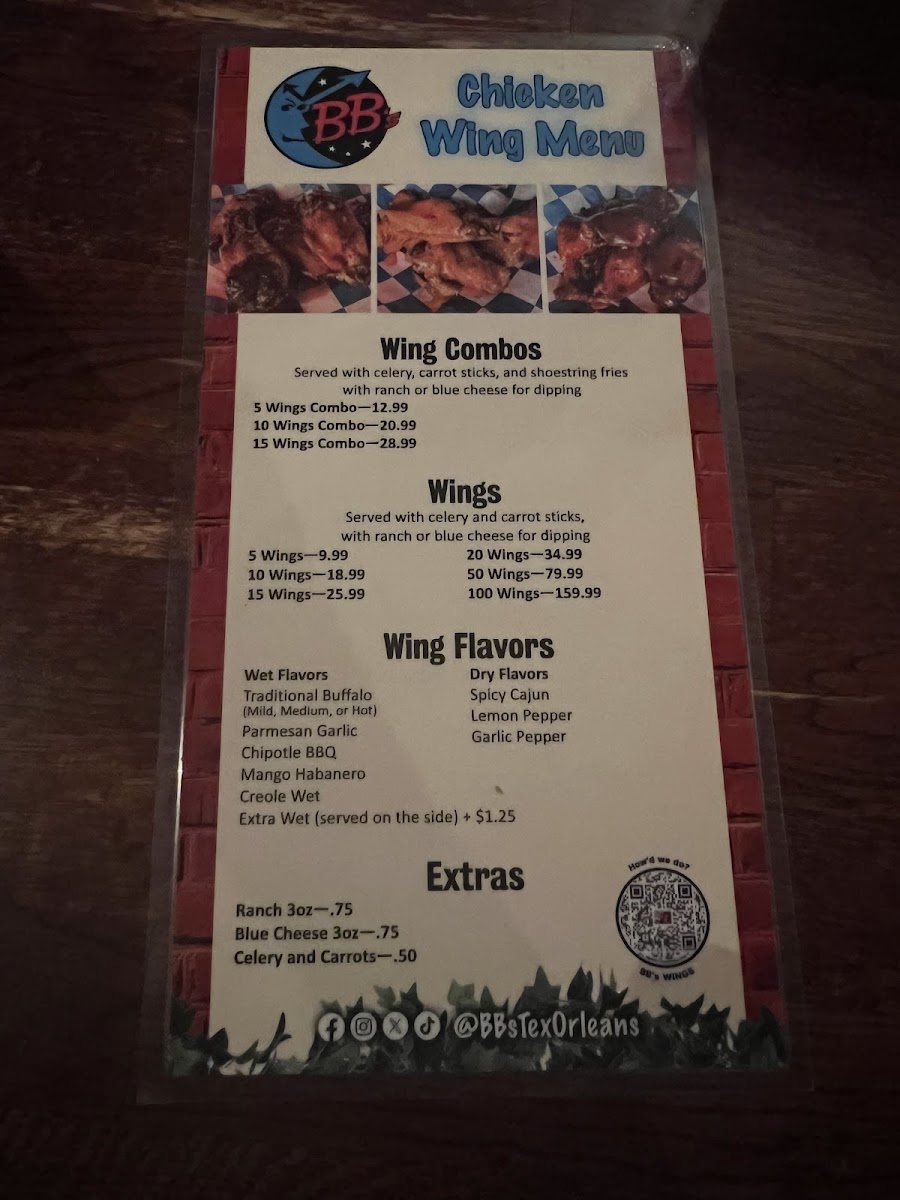 BB's
Chicken
Wing Menu
Wing Combos
Served with celery, carrot sticks, and shoestring fries
with ranch or blue cheese for dipping
5 Wings Combo—12.99
10 Wings Combo—20.99
15 Wings Combo—28.99
Wings
Served with celery and carrot sticks,
with ranch or blue cheese for dipping
5 Wings—9.99
10 Wings—18.99
15 Wings—25.99
20 Wings—34.99
50 Wings—79.99
100 Wings—159.99
Wing Flavors
Wet Flavors
Traditional Buffalo
(Mild, Medium, or Hot)
Parmesan Garlic
Chipotle BBQ
Mango Habanero
Creole Wet
Extra Wet (served on the side) + $1.25
Dry Flavors
Spicy Cajun
Lemon Pepper
Garlic Pepper
Extras
Ranch 3oz—.75
Blue Cheese 3oz—.75
Celery and Carrots—.50
How'd we do?
BB's WINGS
@BBsTexOrleans